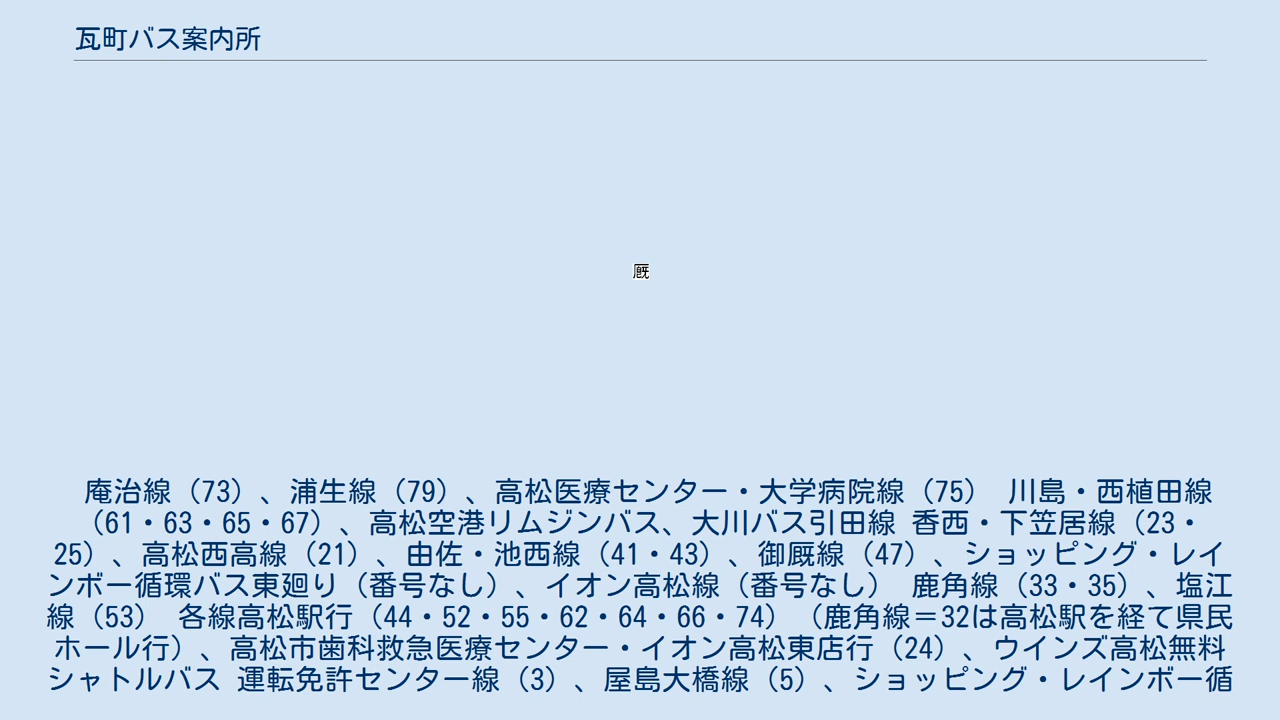 瓦町バス案内所
厩
庵治線（73）、浦生線（79）、高松医療センター・大学病院線（75） 川島・西植田線
（61・63・65・67）、高松空港リムジンバス、大川バス引田線 香西・下笠居線（23・
25）、高松西高線（21）、由佐・池西線（41・43）、御厩線（47）、ショッピング・レイ
ンボー循環バス東廻り（番号なし）、イオン高松線（番号なし） 鹿角線（33・35）、塩江
線（53） 各線高松駅行（44・52・55・62・64・66・74）（鹿角線＝32は高松駅を経て県民
ホール行）、高松市歯科救急医療センター・イオン高松東店行（24）、ウインズ高松無料
シャトルバス 運転免許センター線（3）、屋島大橋線（5）、ショッピング・レインボー循